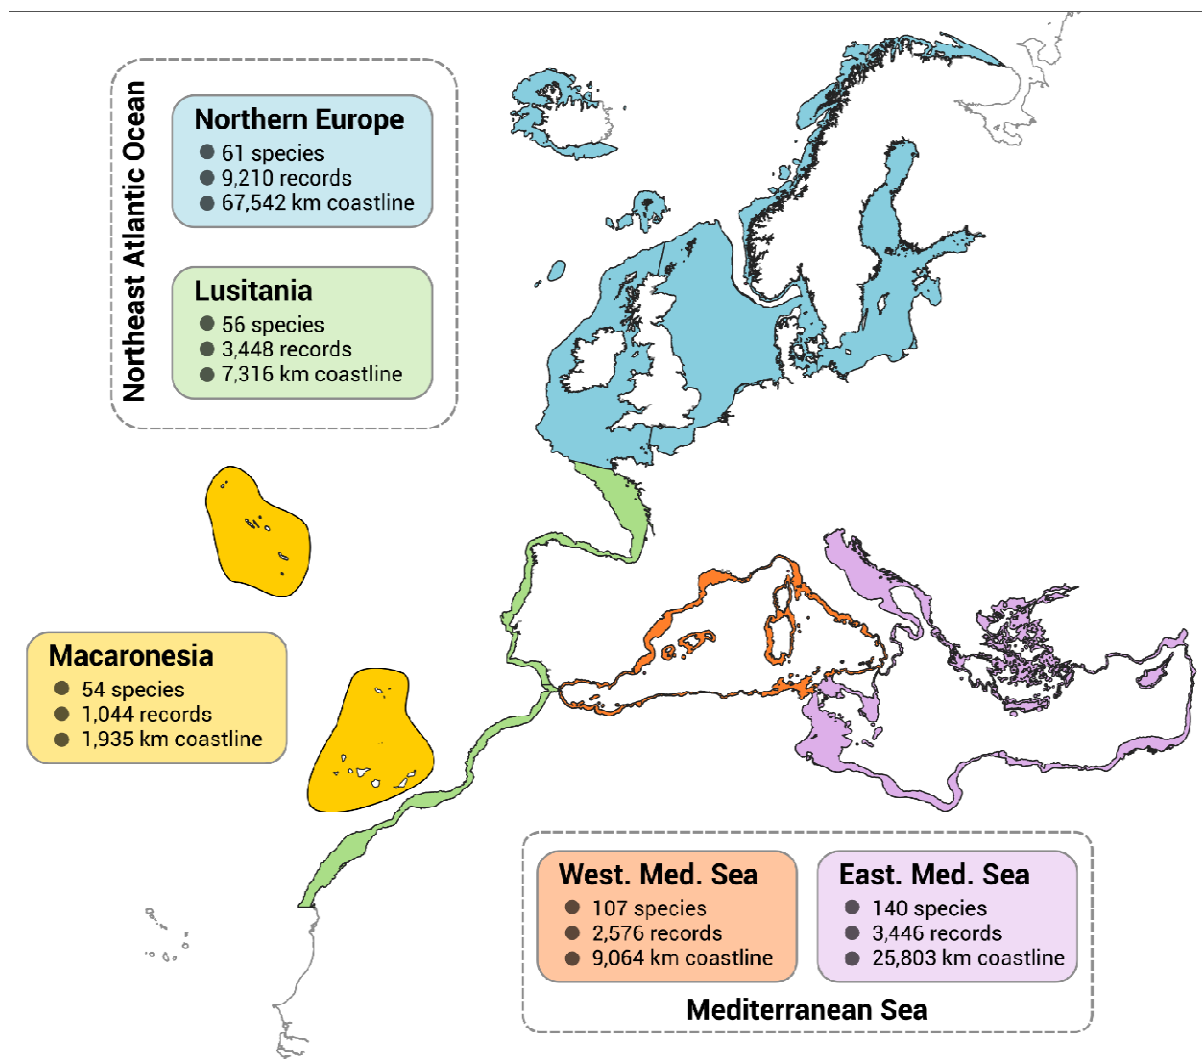 Northeast Atlantic Ocean
Northern Europe
61 species
9,210 records
67,542 km coastline
Lusitania
56 species
3,448 records
7,316 km coastline
Macaronesia
54 species
1,044 records
1,935 km coastline
West. Med. Sea
107 species
2,576 records
9,064 km coastline
East. Med. Sea
140 species
3,446 records
25,803 km coastline
Mediterranean Sea